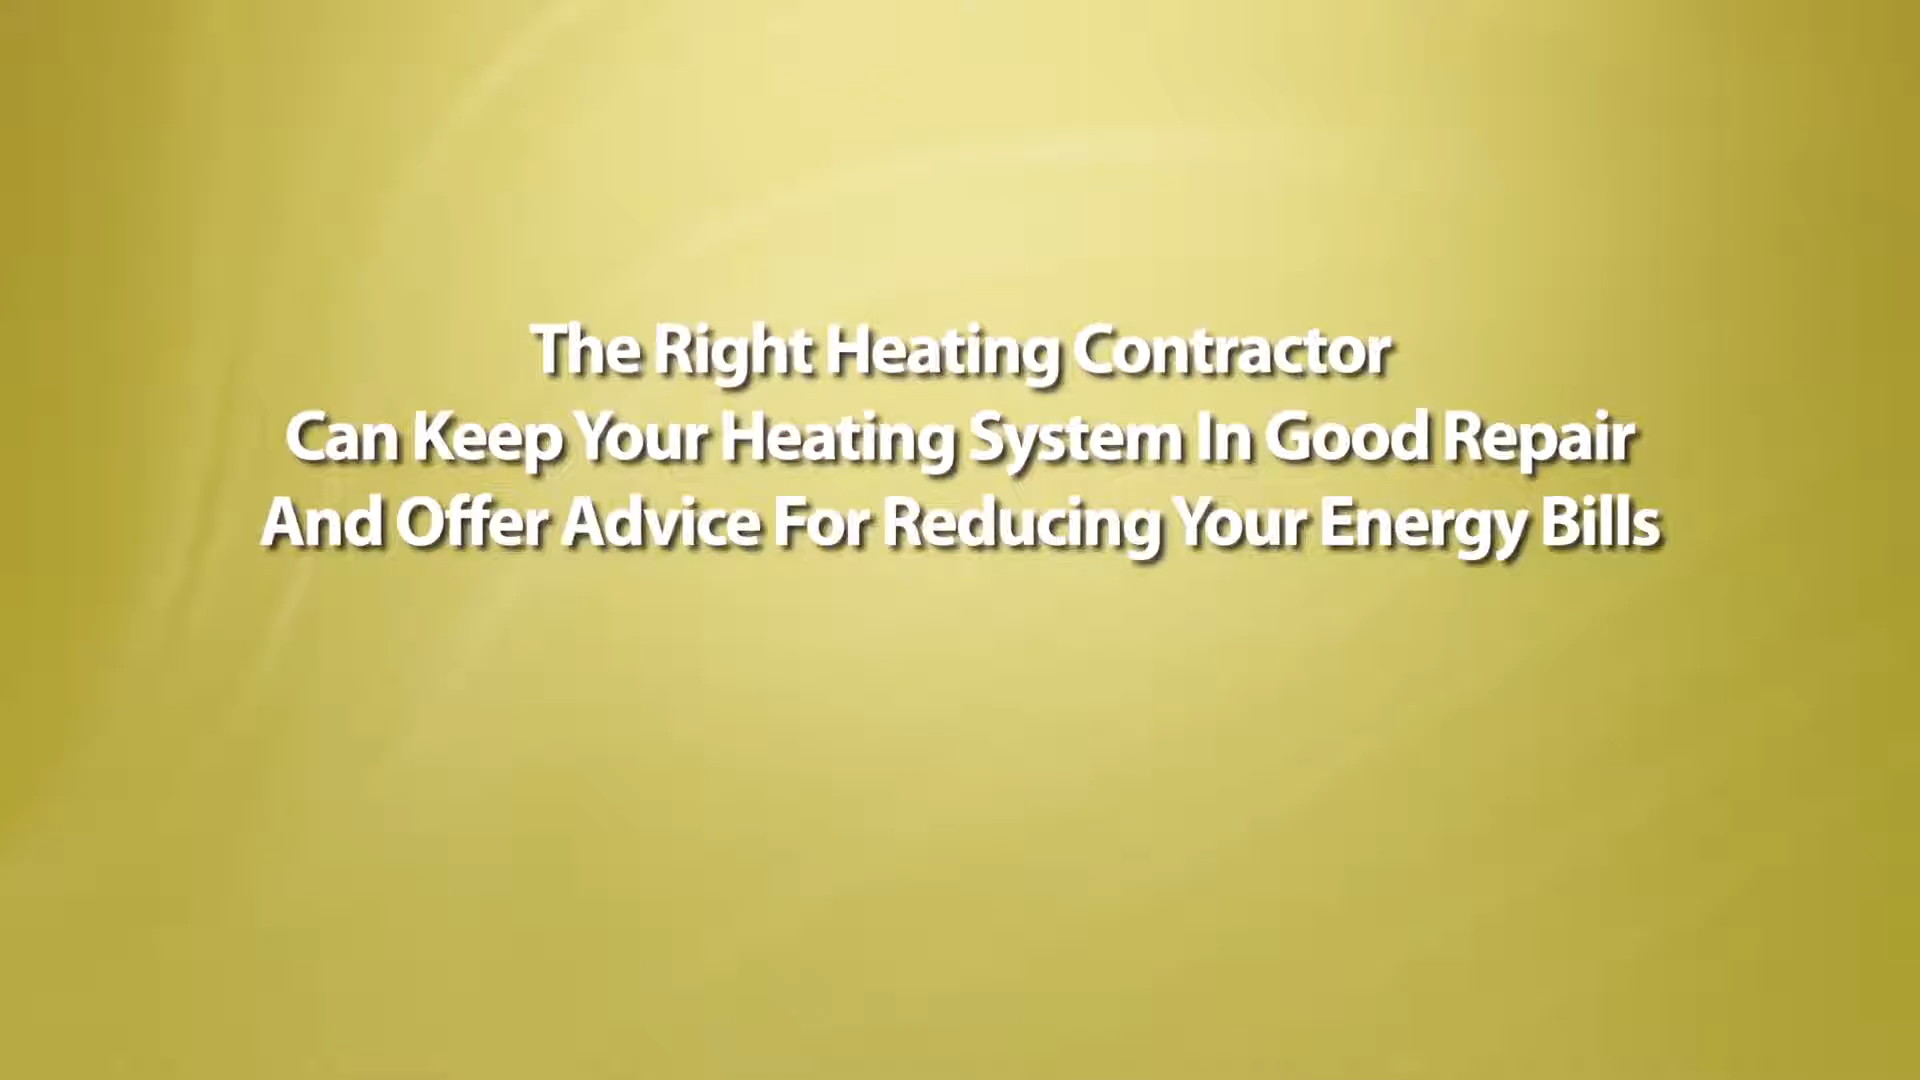 The Right Heating Contractor
Can Keep Your Heating System In Good Repair
And Offer Advice For Reducing Your Energy Bills